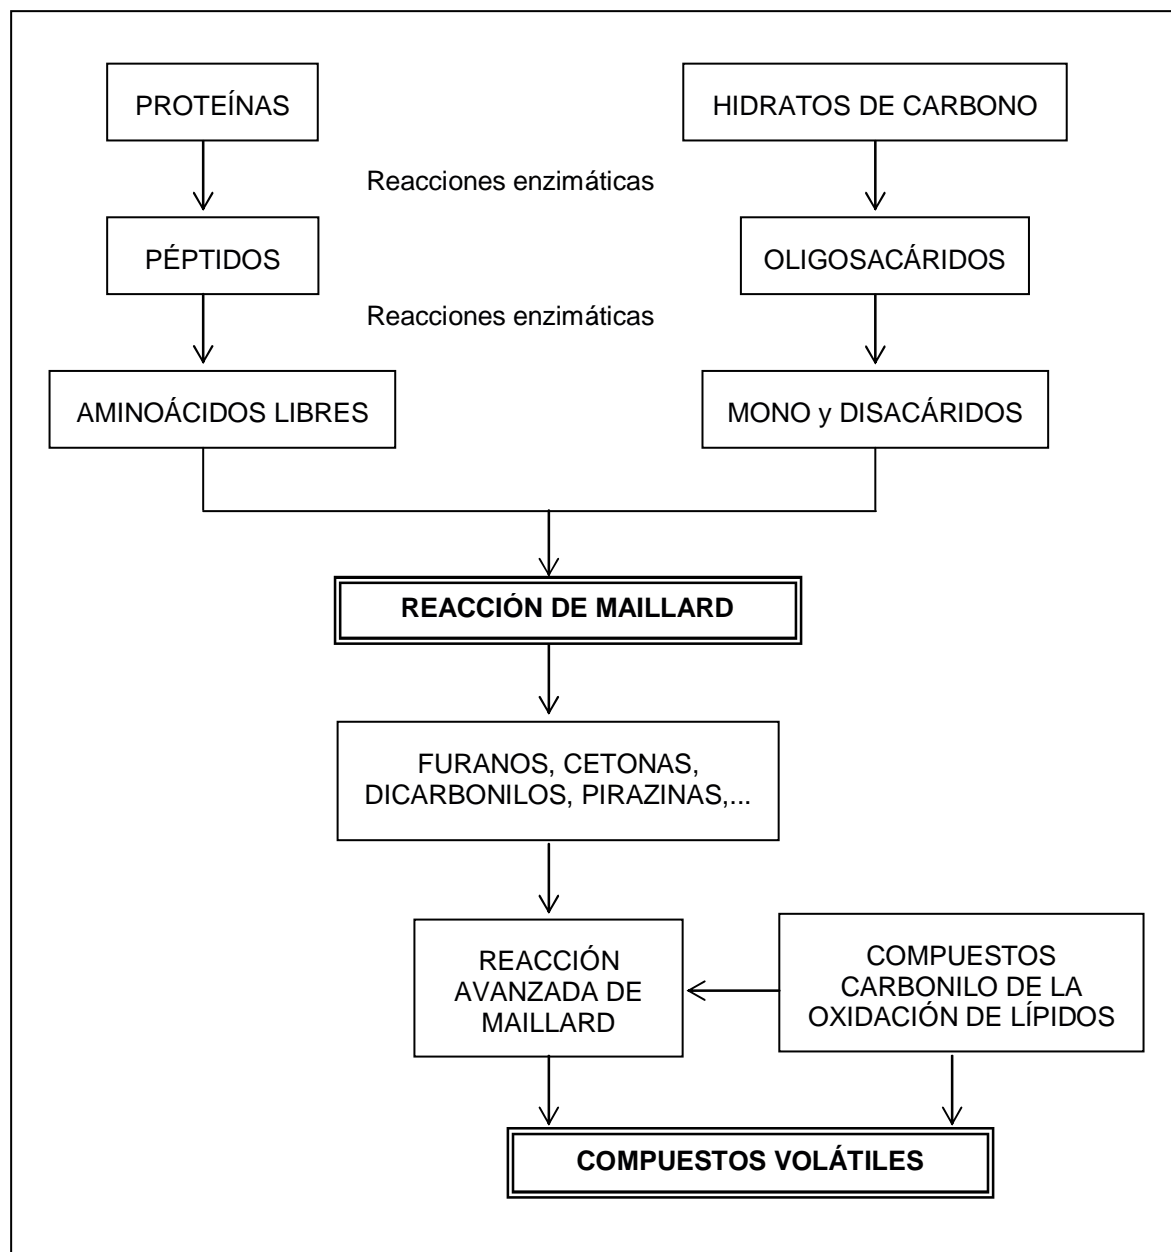 PROTEÍNAS
HIDRATOS DE CARBONO
Reacciones enzimáticas
PÉPTIDOS
OLIGOSACÁRIDOS
Reacciones enzimáticas
AMINOÁCIDOS LIBRES
MONO y DISACÁRIDOS
REACCIÓN DE MAILLARD
FURANOS, CETONAS,
DICARBONILOS, PIRAZINAS,...
REACCIÓN
AVANZADA DE
MAILLARD
COMPUESTOS
CARBONILO DE LA
OXIDACIÓN DE LÍPIDOS
COMPUESTOS VOLÁTILES